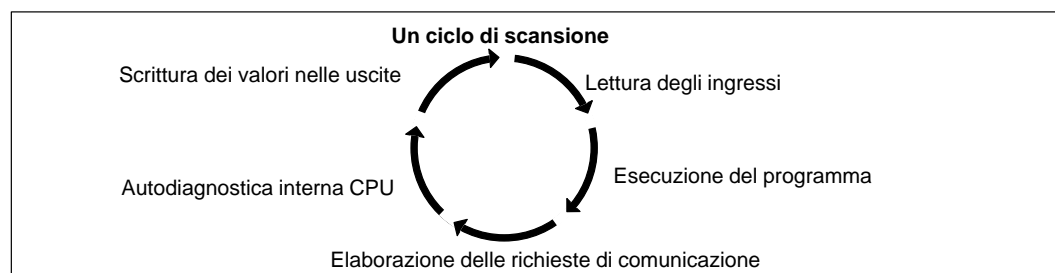 Un ciclo di scansione
Scrittura dei valori nelle uscite
Lettura degli ingressi
Autodiagnostica interna CPU
Esecuzione del programma
Elaborazione delle richieste di comunicazione